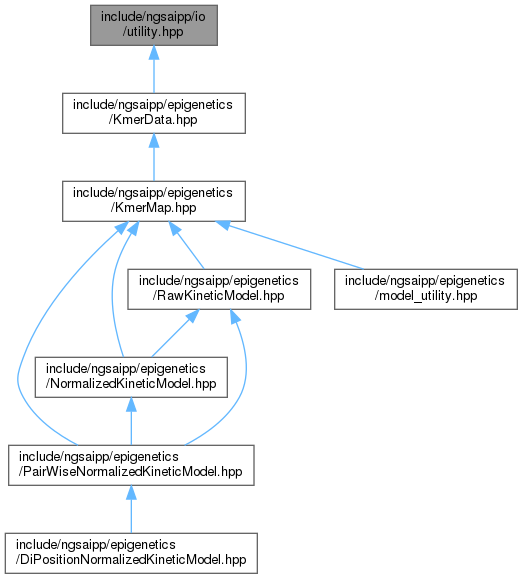 include/ngsaipp/io
/utility.hpp
include/ngsaipp/epigenetics
/KmerData.hpp
include/ngsaipp/epigenetics
/KmerMap.hpp
include/ngsaipp/epigenetics
/RawKineticModel.hpp
include/ngsaipp/epigenetics
/model_utility.hpp
include/ngsaipp/epigenetics
/NormalizedKineticModel.hpp
include/ngsaipp/epigenetics
/PairWiseNormalizedKineticModel.hpp
include/ngsaipp/epigenetics
/DiPositionNormalizedKineticModel.hpp